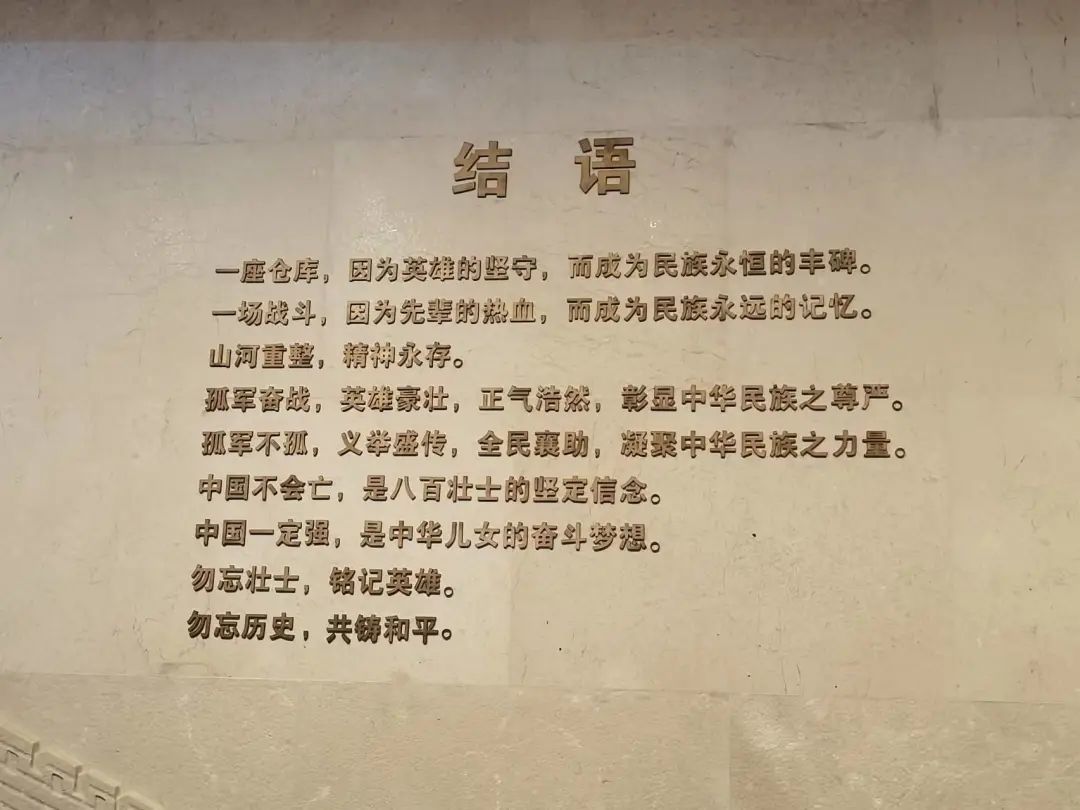 结 语
一座仓库，因为英雄的坚守，而成为民族永恒的丰碑。
一场战斗，因为先辈的热血，而成为民族永远的记忆。
山河重整，精神永存。
孤军奋战，英雄豪壮，正气浩然，彰显中华民族之尊严。
孤军不孤，义举盛传，全民襄助，凝聚中华民族之力量。
中国不会亡，是八百壮士的坚定信念。
中国一定强，是中华儿女的奋斗梦想。
勿忘壮士，铭记英雄。
勿忘历史，共铸和平。